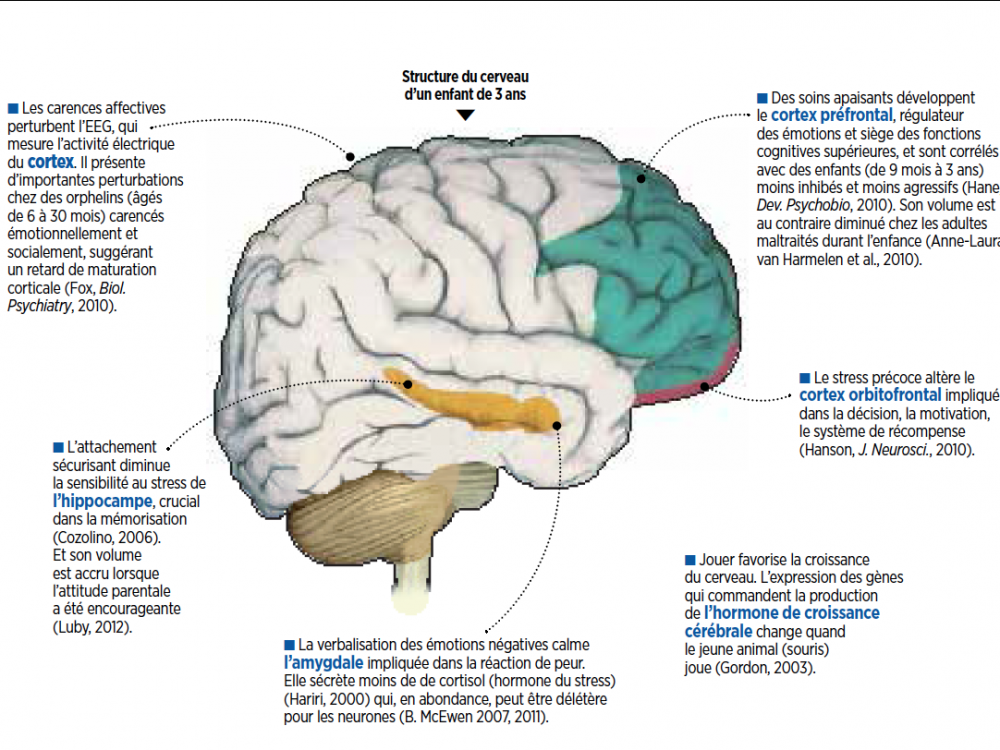 Structure du cerveau
d'un enfant de 3 ans
■ Les carences affectives
perturbent l'EEG, qui
mesure l'activité électrique
du cortex. Il présente
d'importantes perturbations
chez des orphelins (âgés
de 6 à 30 mois) carencés
émotionnellement et
socialement, suggérant
un retard de maturation
corticale (Fox, Biol.
Psychiatry, 2010).
■ Des soins apaisants développent
le cortex préfrontal, régulateur
des émotions et siège des fonctions
cognitives supérieures, et sont corrélés
avec des enfants (de 9 mois à 3 ans)
moins inhibés et moins agressifs (Hane
Dev. Psychobio, 2010). Son volume est
au contraire diminué chez les adultes
maltraités durant l'enfance (Anne-Laura
van Harmelen et al., 2010).
■ Le stress précoce altère le
cortex orbitofrontal impliqué
dans la décision, la motivation,
le système de récompense
(Hanson, J. Neurosci., 2010).
■ L'attachement
sécurisant diminue
la sensibilité au stress de
l'hippocampe, crucial
dans la mémorisation
(Cozolino, 2006).
Et son volume
est accru lorsque
l'attitude parentale
a été encourageante
(Luby, 2012).
■ La verbalisation des émotions négatives calme
l'amygdale impliquée dans la réaction de peur.
Elle sécrète moins de de cortisol (hormone du stress)
(Hariri, 2000) qui, en abondance, peut être délétère
pour les neurones (B. McEwen 2007, 2011).
■ Jouer favorise la croissance
du cerveau. L'expression des gènes
qui commandent la production
de l'hormone de croissance
cérébrale change quand
le jeune animal (souris)
joue (Gordon, 2003).